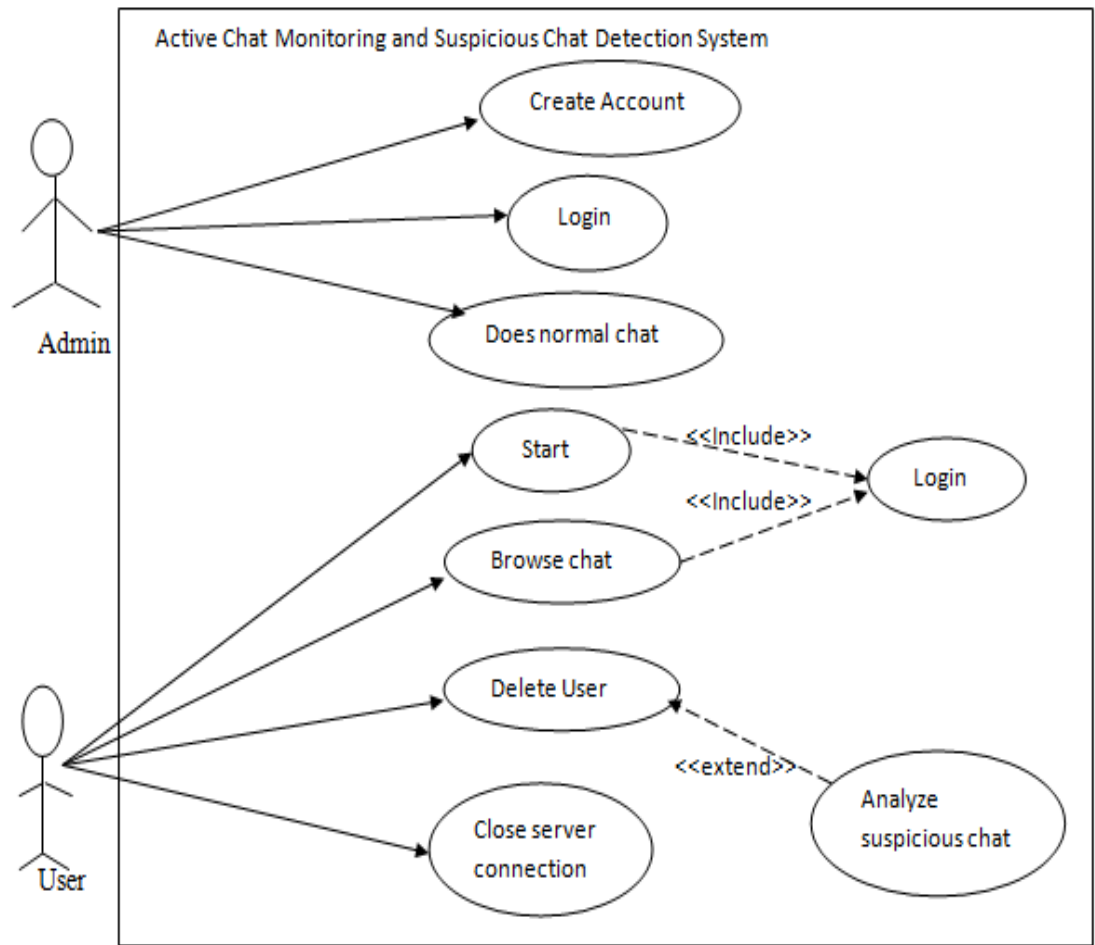 Active Chat Monitoring and Suspicious Chat Detection System
Create Account
Login
Does normal chat
Admin
Start
<<Include>>
Login
<<Include>>
Browse chat
Delete User
<<extend>>
Analyze
suspicious chat
Close server
connection
User